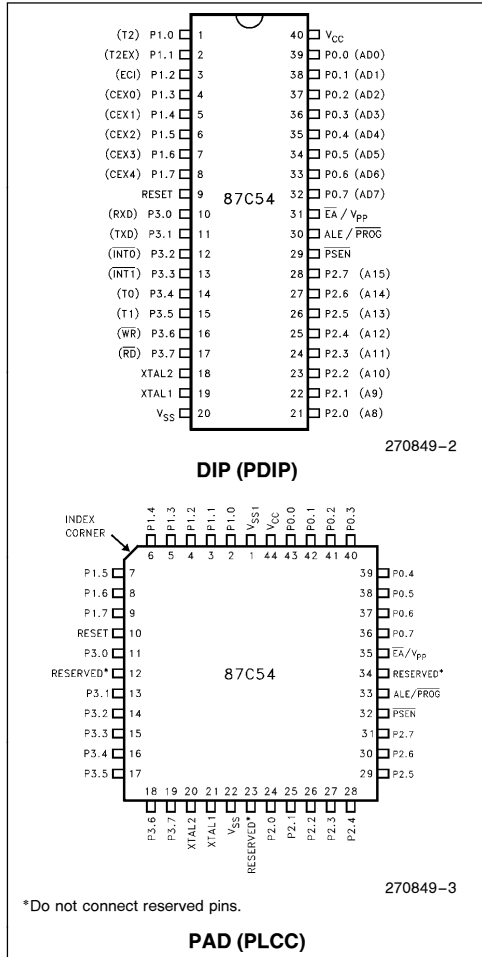 (T2) P1.0 1 40 VCC
(T2EX) P1.1 2 39 P0.0 (AD0)
(ECI) P1.2 3 38 P0.1 (AD1)
(CEX0) P1.3 4 37 P0.2 (AD2)
(CEX1) P1.4 5 36 P0.3 (AD3)
(CEX2) P1.5 6 35 P0.4 (AD4)
(CEX3) P1.6 7 34 P0.5 (AD5)
(CEX4) P1.7 8 33 P0.6 (AD6)
RESET 9 32 P0.7 (AD7)
87C54
(RXD) P3.0 10 31 EA / VPP
(TXD) P3.1 11 30 ALE / PROG
(INT0) P3.2 12 29 PSEN
(INT1) P3.3 13 28 P2.7 (A15)
(T0) P3.4 14 27 P2.6 (A14)
(T1) P3.5 15 26 P2.5 (A13)
(WR) P3.6 16 25 P2.4 (A12)
(RD) P3.7 17 24 P2.3 (A11)
XTAL2 18 23 P2.2 (A10)
XTAL1 19 22 P2.1 (A9)
VSS 20 21 P2.0 (A8)
270849-2
DIP (PDIP)
INDEX
CORNER
P1.4 P1.3 P1.2 P1.1 P1.0 VSS1 VCC P0.0 P0.1 P0.2 P0.3
6 5 4 3 2 1 44 43 42 41 40
P1.5 7 39 P0.4
P1.6 8 38 P0.5
P1.7 9 37 P0.6
RESET 10 36 P0.7
P3.0 11 35 EA/VPP
RESERVED* 12 34 RESERVED*
87C54
P3.1 13 33 ALE/PROG
P3.2 14 32 PSEN
P3.3 15 31 P2.7
P3.4 16 30 P2.6
P3.5 17 29 P2.5
18 19 20 21 22 23 24 25 26 27 28
P3.6 P3.7 XTAL2 XTAL1 VSS RESERVED* P2.0 P2.1 P2.2 P2.3 P2.4
270849-3
*Do not connect reserved pins.
PAD (PLCC)